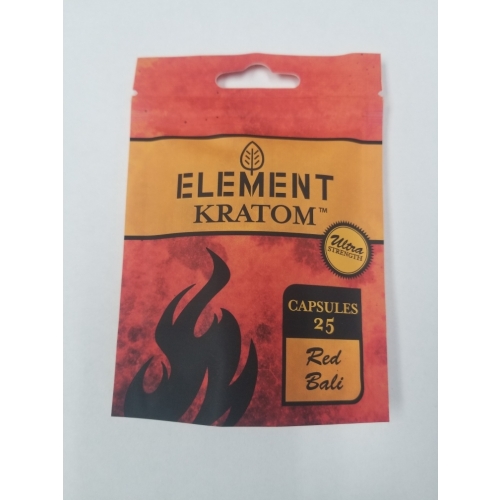 ELEMENT
KRATOM™
Ultra
STRENGTH
CAPSULES
25
Red
Bali